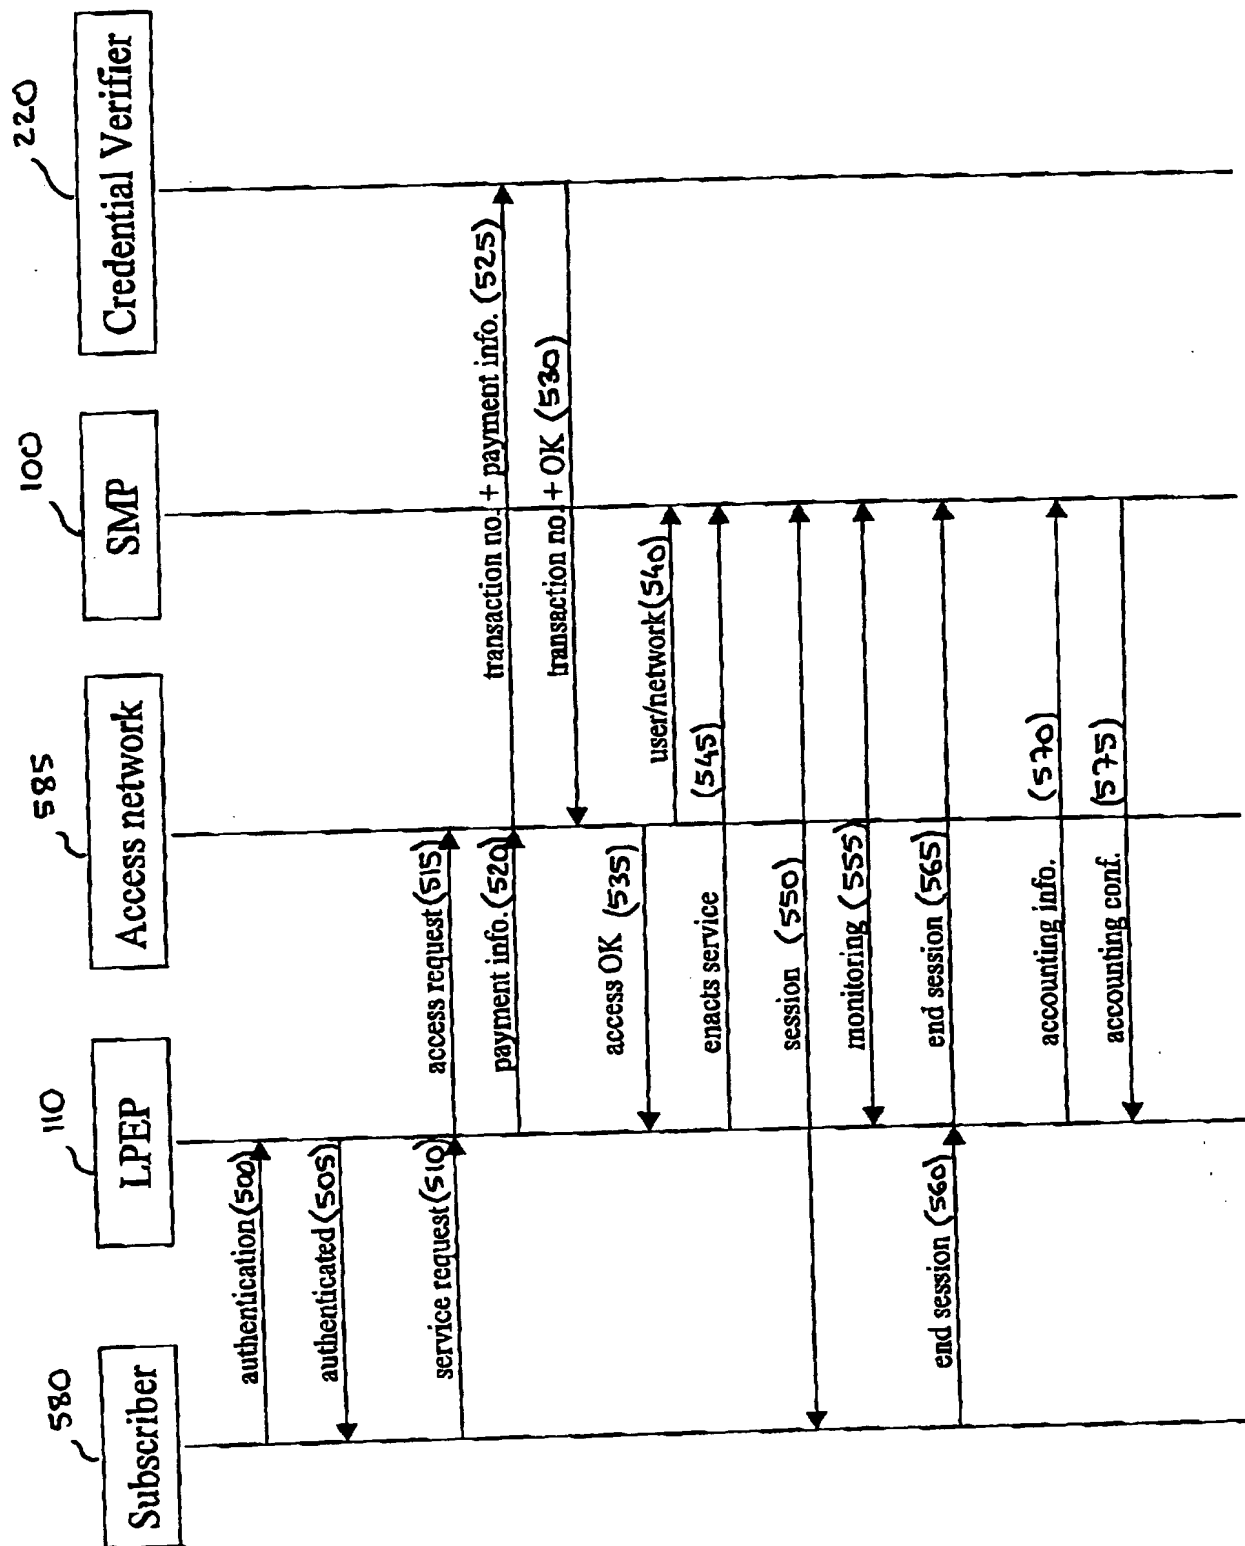 580
Subscriber
110
LPEP
585
Access network
100
SMP
220
Credential Verifier
authentication (500)
authenticated (505)
service request (510)
access request (515)
payment info. (520)
transaction no. + payment info. (525)
transaction no. + OK (530)
access OK (535)
user/network (540)
enacts service (545)
session (550)
monitoring (555)
end session (560)
end session (565)
accounting info. (570)
accounting conf. (575)